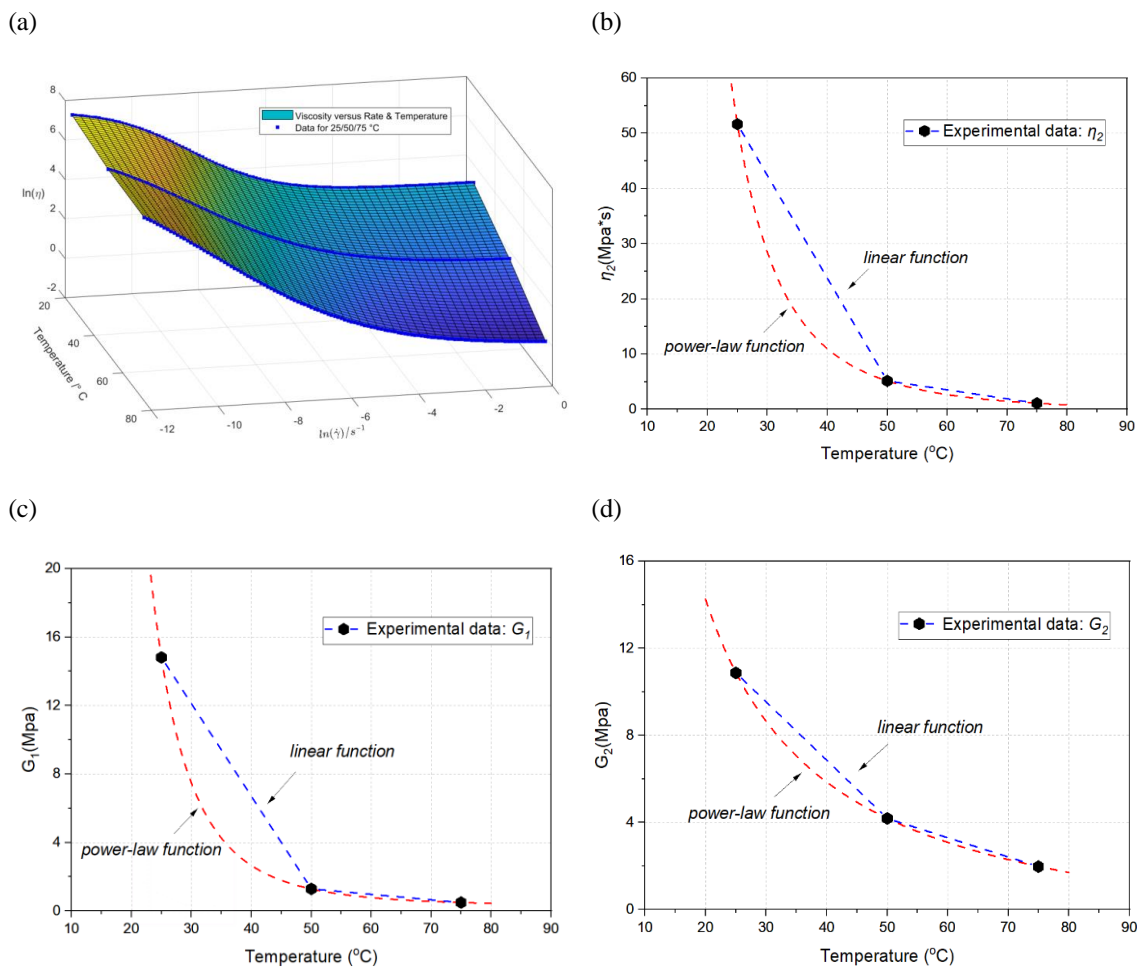 (a)
8
6
4
2
0
-2
ln(η)
Viscosity versus Rate & Temperature
Data for 25/50/75 °C
20
40
60
80
Temperature /° C
-12
-10
-8
-6
-4
-2
0
ln(γ̇)/s⁻¹
(b)
60
50
40
30
20
10
0
η₂(Mpa*s)
Experimental data: η₂
linear function
power-law function
10 20 30 40 50 60 70 80 90
Temperature (°C)
(c)
20
16
12
8
4
0
G₁(Mpa)
Experimental data: G₁
linear function
power-law function
10 20 30 40 50 60 70 80 90
Temperature (°C)
(d)
16
12
8
4
0
G₂(Mpa)
Experimental data: G₂
linear function
power-law function
10 20 30 40 50 60 70 80 90
Temperature (°C)